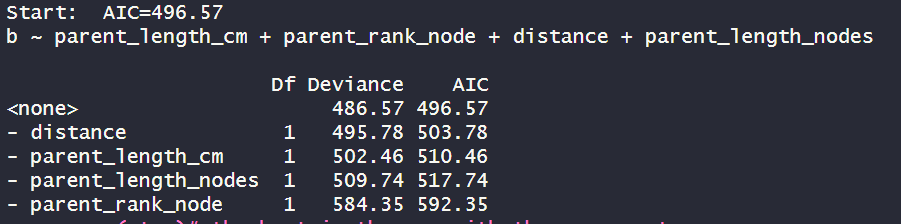 Start:  AIC=496.57
b ~ parent_length_cm + parent_rank_node + distance + parent_length_nodes
                      Df Deviance    AIC
<none>                     486.57 496.57
- distance             1   495.78 503.78
- parent_length_cm     1   502.46 510.46
- parent_length_nodes  1   509.74 517.74
- parent_rank_node     1   584.35 592.35